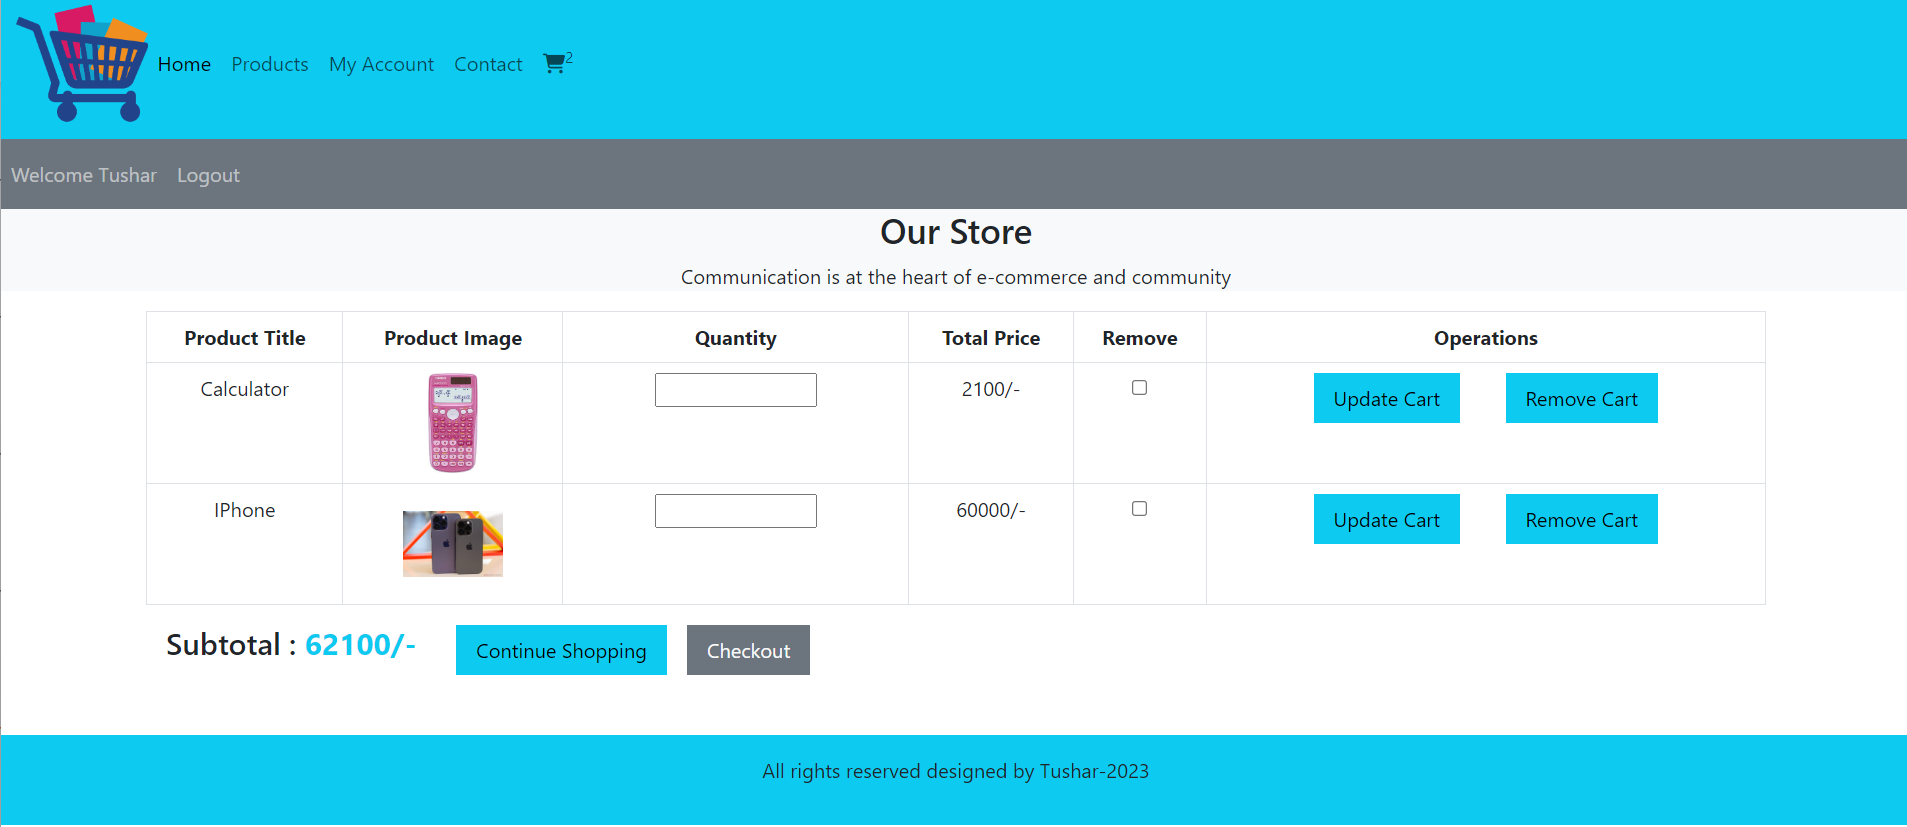 Home Products My Account Contact 2
Welcome Tushar Logout
Our Store
Communication is at the heart of e-commerce and community
Product Title Product Image Quantity Total Price Remove Operations
Calculator 2100/- Update Cart Remove Cart
IPhone 60000/- Update Cart Remove Cart
Subtotal : 62100/- Continue Shopping Checkout
All rights reserved designed by Tushar-2023